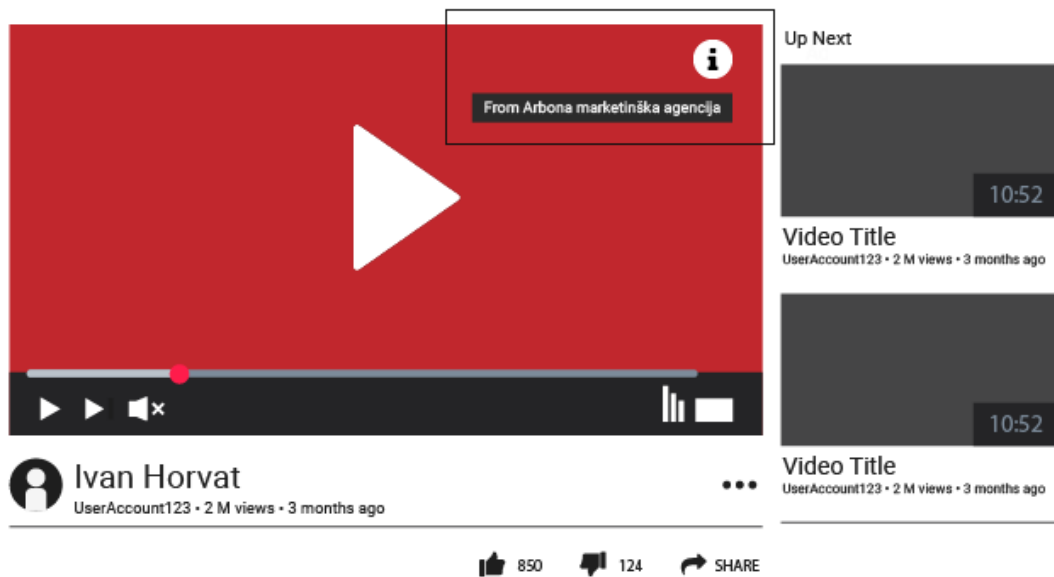 From Arbona marketinška agencija
Ivan Horvat
UserAccount123 • 2 M views • 3 months ago
850
124
SHARE
Up Next
10:52
Video Title
UserAccount123 • 2 M views • 3 months ago
10:52
Video Title
UserAccount123 • 2 M views • 3 months ago